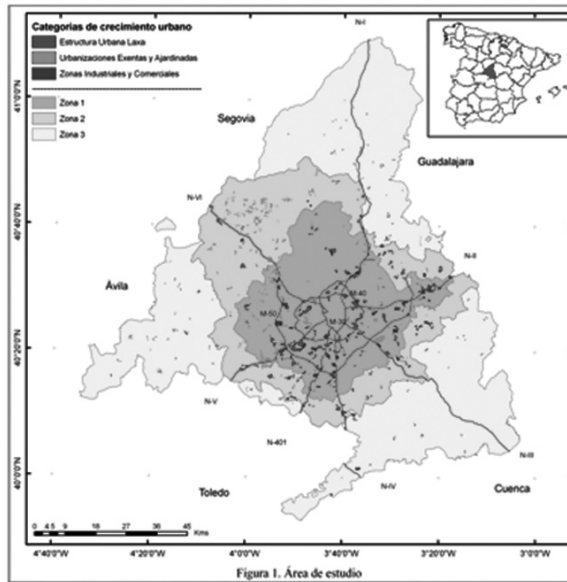 Categorias de crecimiento urbano
Estructura Urbana Laxa
Urbanizaciones Exentas y Ajardinadas
Zonas Industriales y Comerciales
Zona 1
Zona 2
Zona 3
Segovia
Guadalajara
Ávila
Toledo
Cuenca
N-I
N-VI
N-II
M-40
M-50
M-30
N-V
N-401
N-III
N-IV
41°0'0"N
40°40'0"N
40°20'0"N
40°0'0"N
0 4.5 9 18 27 36 45
Kms
4°40'0"W 4°20'0"W 4°0'0"W 3°40'0"W 3°20'0"W 3°0'0"W
Figura 1. Área de estudio